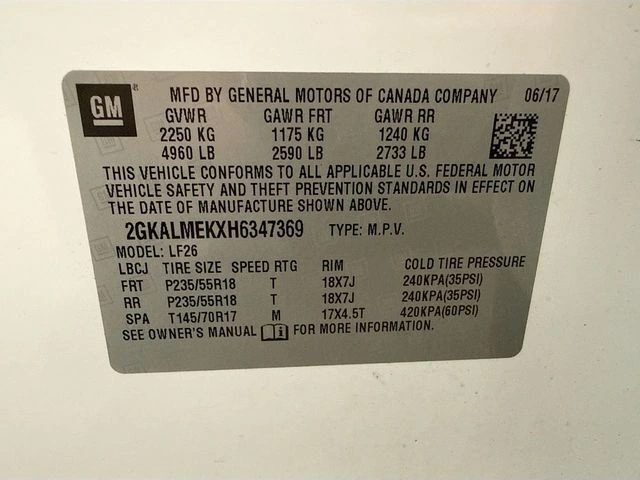 GM MFD BY GENERAL MOTORS OF CANADA COMPANY 06/17
GVWR GAWR FRT GAWR RR
2250 KG 1175 KG 1240 KG
4960 LB 2590 LB 2733 LB
THIS VEHICLE CONFORMS TO ALL APPLICABLE U.S. FEDERAL MOTOR
VEHICLE SAFETY AND THEFT PREVENTION STANDARDS IN EFFECT ON
THE DATE OF MANUFACTURE SHOWN ABOVE.
2GKALMEKXH6347369 TYPE: M.P.V.
MODEL: LF26
LBCJ TIRE SIZE SPEED RTG RIM COLD TIRE PRESSURE
FRT P235/55R18 T 18X7J 240KPA(35PSI)
RR P235/55R18 T 18X7J 240KPA(35PSI)
SPA T145/70R17 M 17X4.5T 420KPA(60PSI)
SEE OWNER'S MANUAL FOR MORE INFORMATION.